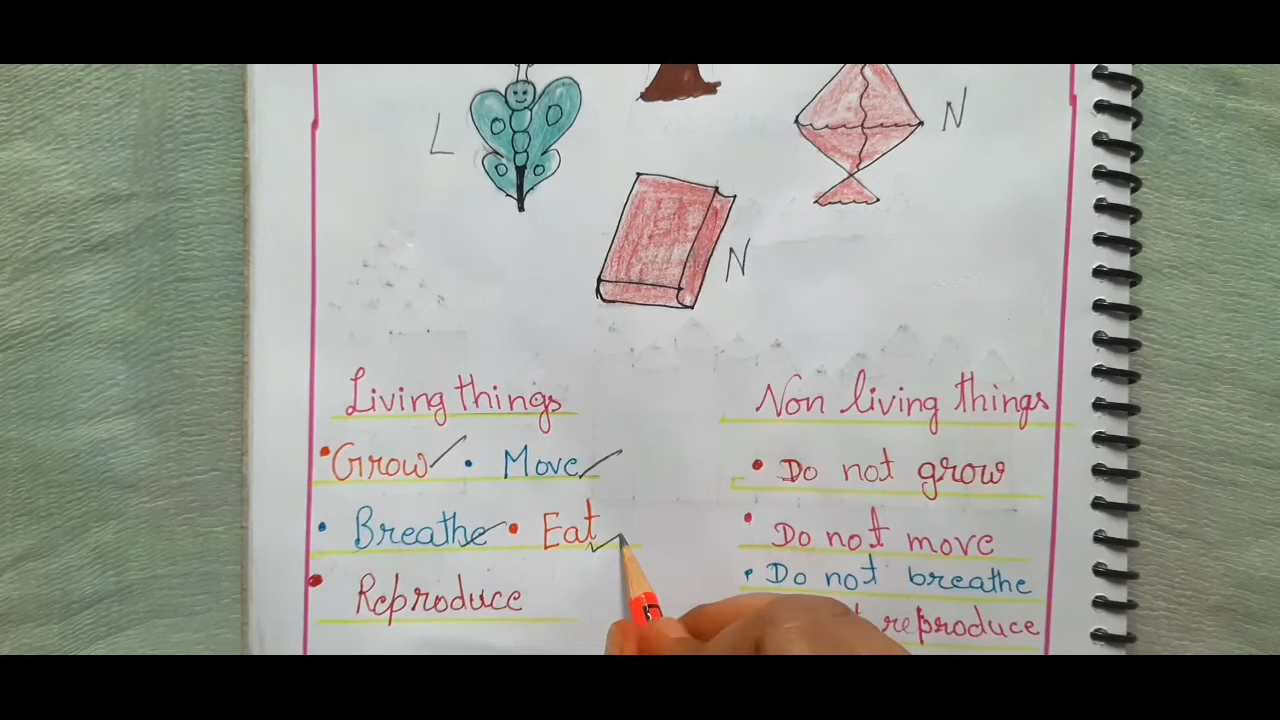 L
N
N
Living things
Non living things
• Grow • Move
• Do not grow
• Breathe • Eat
• Do not move
• Do not breathe
• Reproduce
reproduce